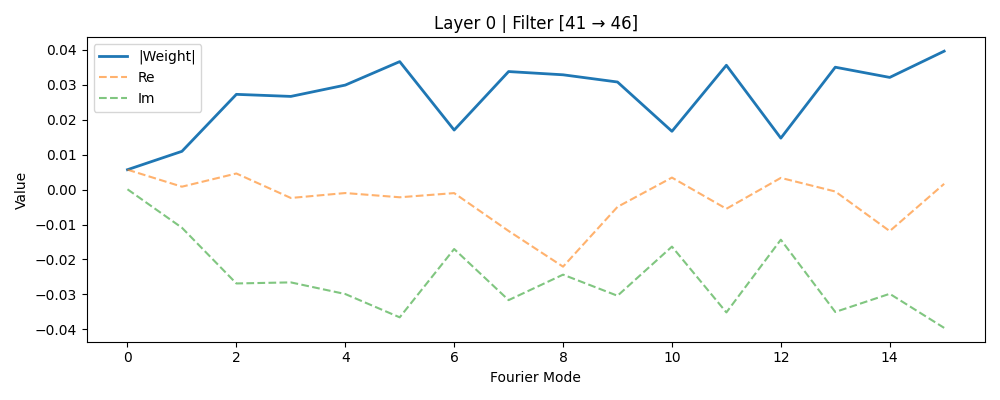 Layer 0 | Filter [41 → 46]
|Weight|
Re
Im
0.04
0.03
0.02
0.01
0.00
−0.01
−0.02
−0.03
−0.04
Value
0 2 4 6 8 10 12 14
Fourier Mode